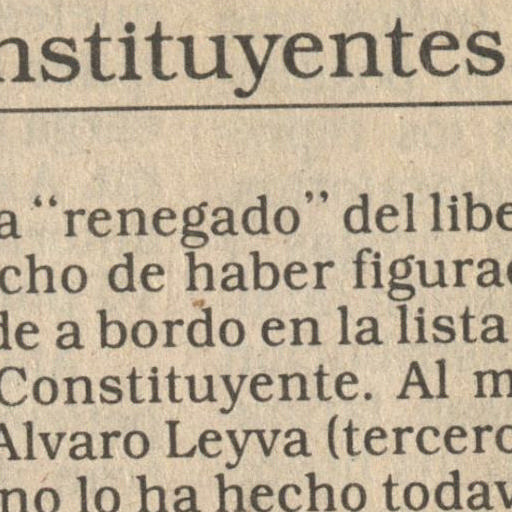 nstituyentes
a “renegado” del libe
cho de haber figura
de a bordo en la lista
Constituyente. Al m
Alvaro Leyva (tercero
no lo ha hecho todav